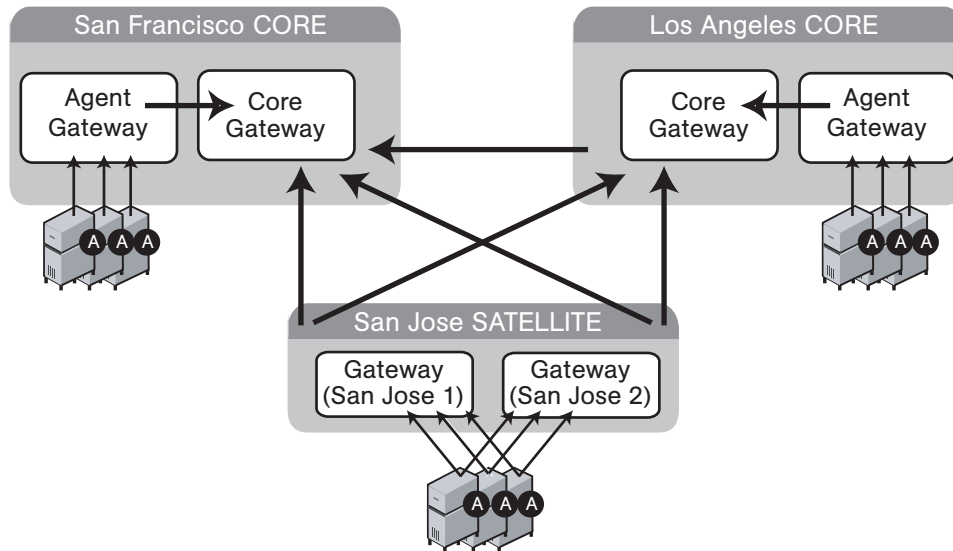 San Francisco CORE
Los Angeles CORE
Agent
Gateway
Core
Gateway
Core
Gateway
Agent
Gateway
A
A
A
A
A
A
San Jose SATELLITE
Gateway
(San Jose 1)
Gateway
(San Jose 2)
A
A
A